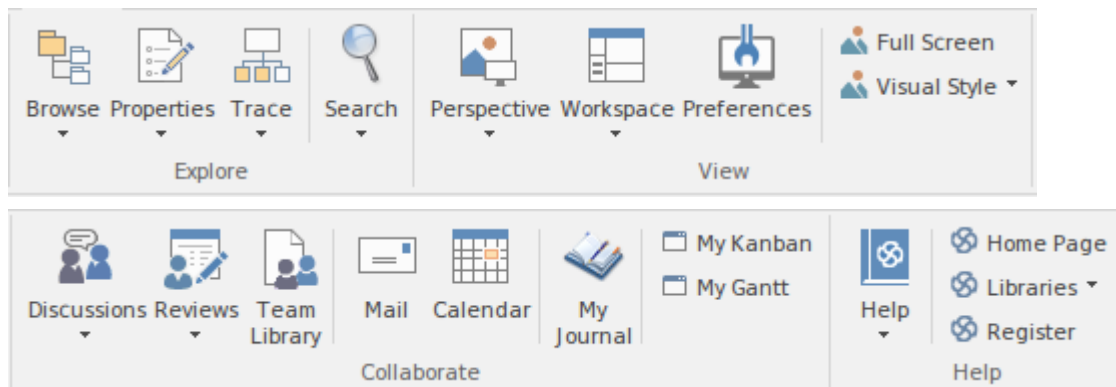 Browse Properties Trace Search Perspective Workspace Preferences
Full Screen
Visual Style
Explore View
Discussions Reviews Team Library Mail Calendar My Journal
My Kanban
My Gantt
Help
Home Page
Libraries
Register
Collaborate Help